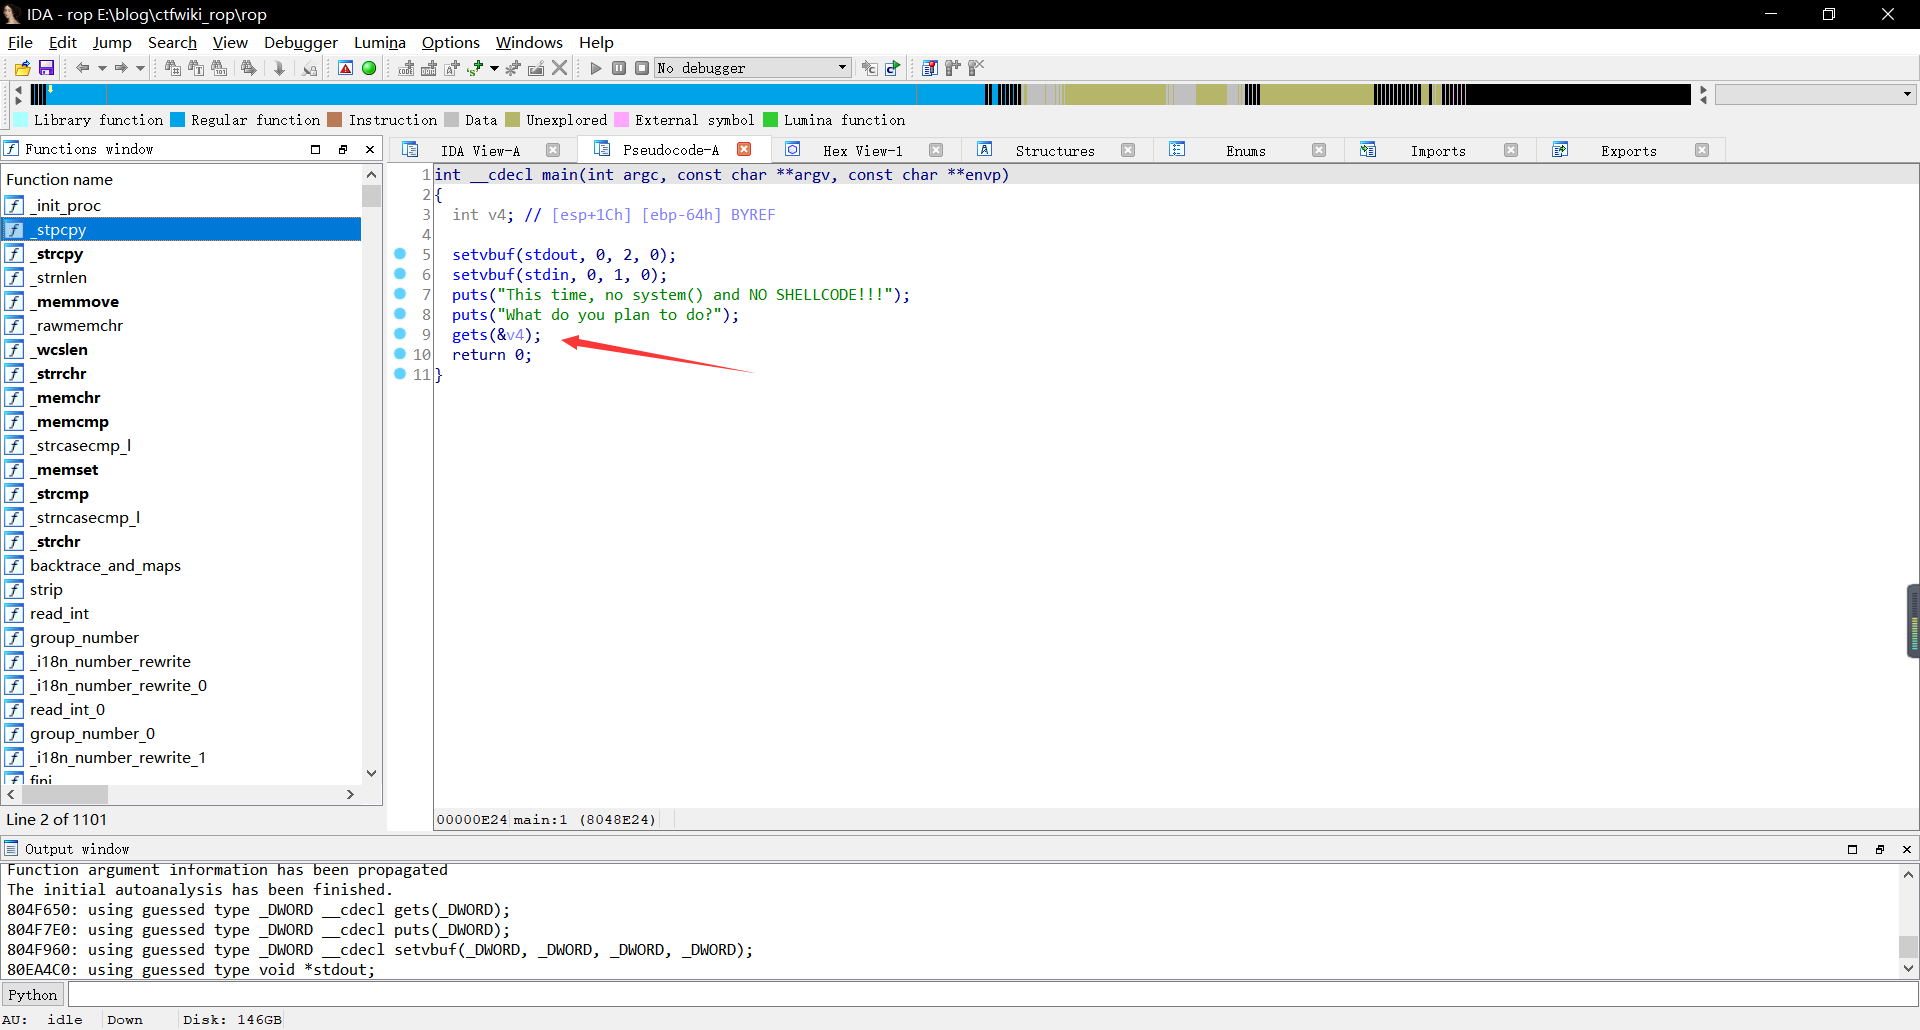 IDA - rop E:\blog\ctfwiki_rop\rop
File Edit Jump Search View Debugger Lumina Options Windows Help
No debugger
Library function Regular function Instruction Data Unexplored External symbol Lumina function
Functions window
IDA View-A Pseudocode-A Hex View-1 Structures Enums Imports Exports
Function name
_init_proc
_stpcpy
_strcpy
_strnlen
_memmove
_rawmemchr
_wcslen
_strrchr
_memchr
_memcmp
_strcasecmp_l
_memset
_strcmp
_strncasecmp_l
_strchr
backtrace_and_maps
strip
read_int
group_number
_i18n_number_rewrite
_i18n_number_rewrite_0
read_int_0
group_number_0
_i18n_number_rewrite_1
fini
Line 2 of 1101
1 int __cdecl main(int argc, const char **argv, const char **envp)
2 {
3 int v4; // [esp+1Ch] [ebp-64h] BYREF
4
5 setvbuf(stdout, 0, 2, 0);
6 setvbuf(stdin, 0, 1, 0);
7 puts("This time, no system() and NO SHELLCODE!!!");
8 puts("What do you plan to do?");
9 gets(&v4);
10 return 0;
11 }
00000E24 main:1 (8048E24)
Output window
Function argument information has been propagated
The initial autoanalysis has been finished.
804F650: using guessed type _DWORD __cdecl gets(_DWORD);
804F7E0: using guessed type _DWORD __cdecl puts(_DWORD);
804F960: using guessed type _DWORD __cdecl setvbuf(_DWORD, _DWORD, _DWORD, _DWORD);
80EA4C0: using guessed type void *stdout;
Python
AU: idle Down Disk: 146GB